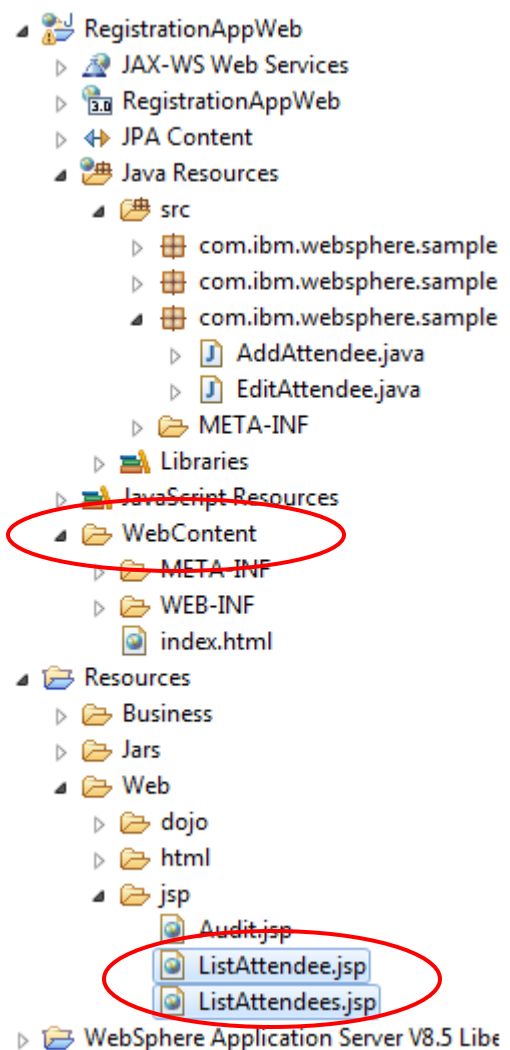 RegistrationAppWeb
JAX-WS Web Services
3.0 RegistrationAppWeb
JPA Content
Java Resources
src
com.ibm.websphere.sample
com.ibm.websphere.sample
com.ibm.websphere.sample
J AddAttendee.java
J EditAttendee.java
META-INF
Libraries
JavaScript Resources
WebContent
META-INF
WEB-INF
index.html
Resources
Business
Jars
Web
dojo
html
jsp
Audit.jsp
ListAttendee.jsp
ListAttendees.jsp
WebSphere Application Server V8.5 Libe